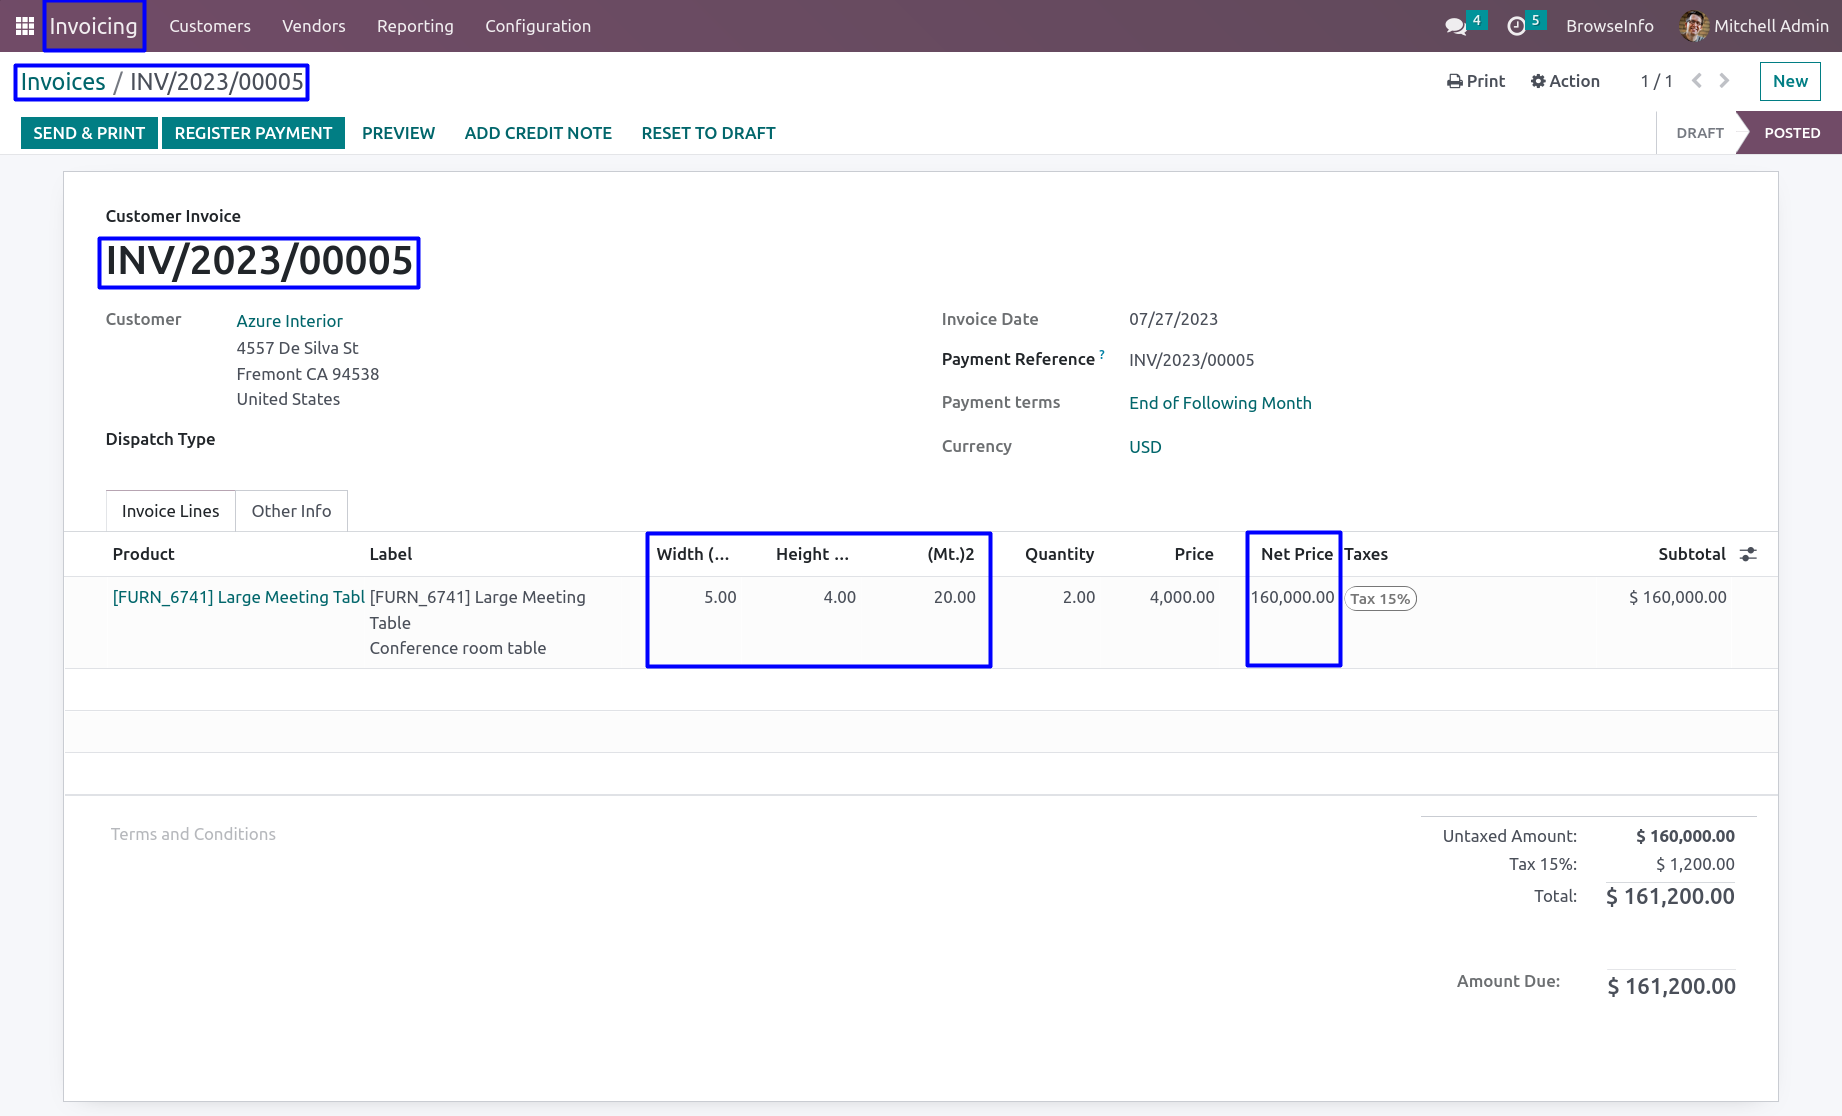 Invoicing Customers Vendors Reporting Configuration 4 5 BrowseInfo Mitchell Admin
Invoices / INV/2023/00005 Print Action 1 / 1 New
SEND & PRINT REGISTER PAYMENT PREVIEW ADD CREDIT NOTE RESET TO DRAFT DRAFT POSTED
Customer Invoice
INV/2023/00005
Customer Azure Interior
4557 De Silva St
Fremont CA 94538
United States
Dispatch Type
Invoice Date 07/27/2023
Payment Reference ? INV/2023/00005
Payment terms End of Following Month
Currency USD
Invoice Lines Other Info
Product Label Width (... Height ... (Mt.)2 Quantity Price Net Price Taxes Subtotal
[FURN_6741] Large Meeting Tabl [FURN_6741] Large Meeting 5.00 4.00 20.00 2.00 4,000.00 160,000.00 Tax 15% $ 160,000.00
Table
Conference room table
Terms and Conditions
Untaxed Amount: $ 160,000.00
Tax 15%: $ 1,200.00
Total: $ 161,200.00
Amount Due: $ 161,200.00